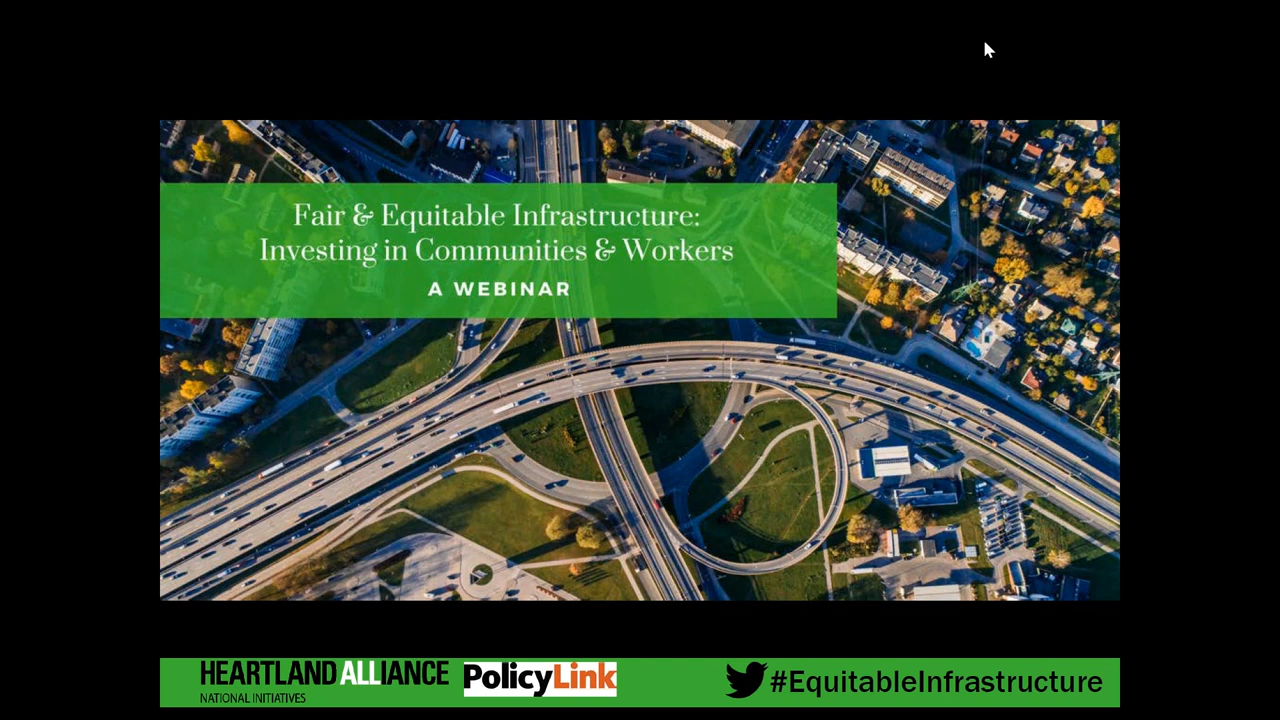 Fair & Equitable Infrastructure:
Investing in Communities & Workers
A WEBINAR
HEARTLAND ALLIANCE
NATIONAL INITIATIVES
PolicyLink
#EquitableInfrastructure